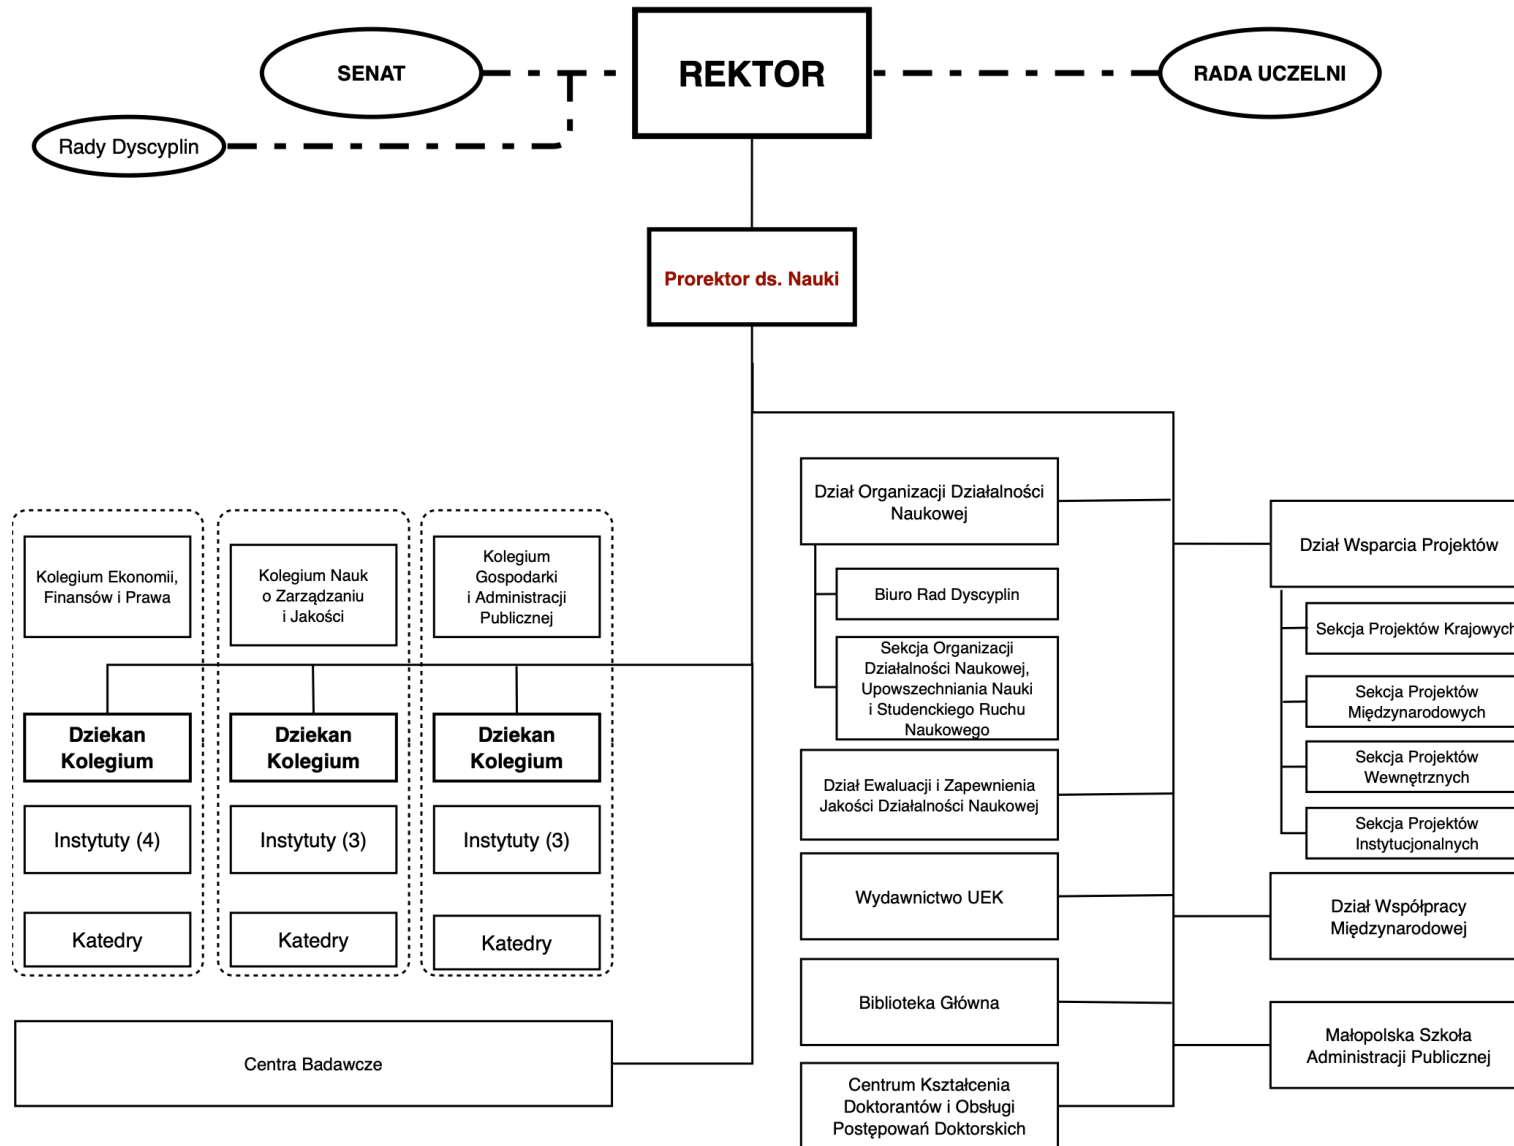 SENAT
REKTOR
RADA UCZELNI
Rady Dyscyplin
Prorektor ds. Nauki
Kolegium Ekonomii,
Finansów i Prawa
Kolegium Nauk
o Zarządzaniu
i Jakości
Kolegium
Gospodarki
i Administracji
Publicznej
Dziekan
Kolegium
Dziekan
Kolegium
Dziekan
Kolegium
Instytuty (4)
Instytuty (3)
Instytuty (3)
Katedry
Katedry
Katedry
Centra Badawcze
Dział Organizacji Działalności
Naukowej
Biuro Rad Dyscyplin
Sekcja Organizacji
Działalności Naukowej,
Upowszechniania Nauki
i Studenckiego Ruchu
Naukowego
Dział Ewaluacji i Zapewnienia
Jakości Działalności Naukowej
Wydawnictwo UEK
Biblioteka Główna
Centrum Kształcenia
Doktorantów i Obsługi
Postępowań Doktorskich
Dział Wsparcia Projektów
Sekcja Projektów Krajowych
Sekcja Projektów
Międzynarodowych
Sekcja Projektów
Wewnętrznych
Sekcja Projektów
Instytucjonalnych
Dział Współpracy
Międzynarodowej
Małopolska Szkoła
Administracji Publicznej